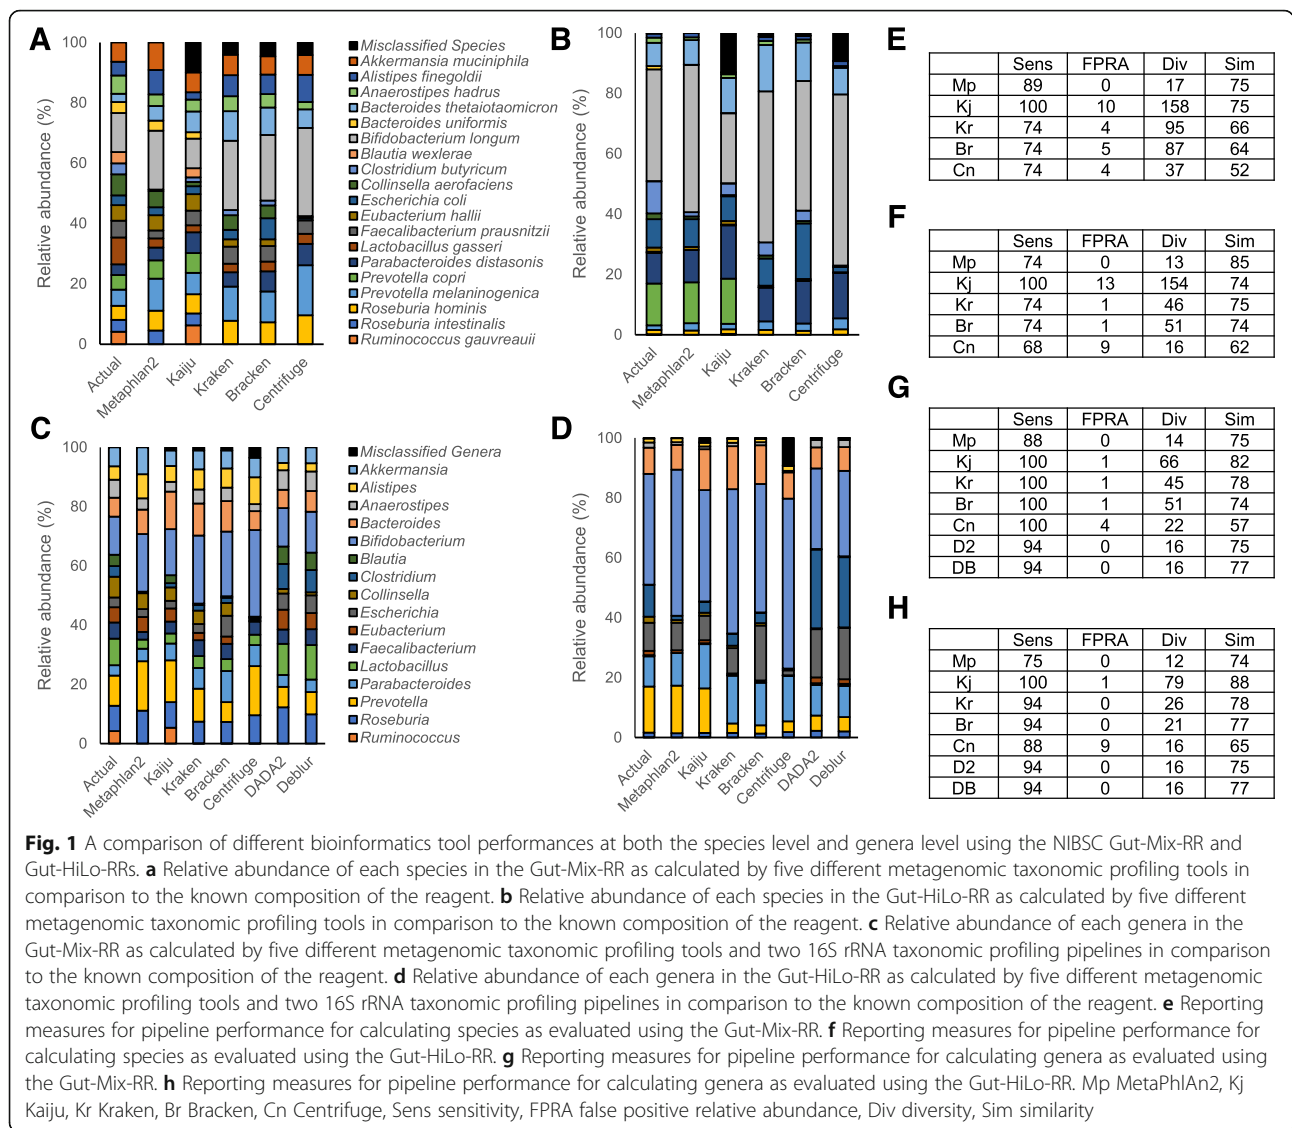 A
100
80
60
40
20
0
Relative abundance (%)
Actual
Metaphlan2
Kaiju
Kraken
Bracken
Centrifuge
Misclassified Species
Akkermansia muciniphila
Alistipes finegoldii
Anaerostipes hadrus
Bacteroides thetaiotaomicron
Bacteroides uniformis
Bifidobacterium longum
Blautia wexlerae
Clostridium butyricum
Collinsella aerofaciens
Escherichia coli
Eubacterium hallii
Faecalibacterium prausnitzii
Lactobacillus gasseri
Parabacteroides distasonis
Prevotella copri
Prevotella melaninogenica
Roseburia hominis
Roseburia intestinalis
Ruminococcus gauvreauii
B
100
80
60
40
20
0
Relative abundance (%)
Actual
Metaphlan2
Kaiju
Kraken
Bracken
Centrifuge
E
Sens FPRA Div Sim
Mp 89 0 17 75
Kj 100 10 158 75
Kr 74 4 95 66
Br 74 5 87 64
Cn 74 4 37 52
F
Sens FPRA Div Sim
Mp 74 0 13 85
Kj 100 13 154 74
Kr 74 1 46 75
Br 74 1 51 74
Cn 68 9 16 62
C
100
80
60
40
20
0
Relative abundance (%)
Actual
Metaphlan2
Kaiju
Kraken
Bracken
Centrifuge
DADA2
Deblur
Misclassified Genera
Akkermansia
Alistipes
Anaerostipes
Bacteroides
Bifidobacterium
Blautia
Clostridium
Collinsella
Escherichia
Eubacterium
Faecalibacterium
Lactobacillus
Parabacteroides
Prevotella
Roseburia
Ruminococcus
D
100
80
60
40
20
0
Relative abundance (%)
Actual
Metaphlan2
Kaiju
Kraken
Bracken
Centrifuge
DADA2
Deblur
G
Sens FPRA Div Sim
Mp 88 0 14 75
Kj 100 1 66 82
Kr 100 1 45 78
Br 100 1 51 74
Cn 100 4 22 57
D2 94 0 16 75
DB 94 0 16 77
H
Sens FPRA Div Sim
Mp 75 0 12 74
Kj 100 1 79 88
Kr 94 0 26 78
Br 94 0 21 77
Cn 88 9 16 65
D2 94 0 16 75
DB 94 0 16 77
Fig. 1 A comparison of different bioinformatics tool performances at both the species level and genera level using the NIBSC Gut-Mix-RR and
Gut-HiLo-RRs. a Relative abundance of each species in the Gut-Mix-RR as calculated by five different metagenomic taxonomic profiling tools in
comparison to the known composition of the reagent. b Relative abundance of each species in the Gut-HiLo-RR as calculated by five different
metagenomic taxonomic profiling tools in comparison to the known composition of the reagent. c Relative abundance of each genera in the
Gut-Mix-RR as calculated by five different metagenomic taxonomic profiling tools and two 16S rRNA taxonomic profiling pipelines in comparison
to the known composition of the reagent. d Relative abundance of each genera in the Gut-HiLo-RR as calculated by five different metagenomic
taxonomic profiling tools and two 16S rRNA taxonomic profiling pipelines in comparison to the known composition of the reagent. e Reporting
measures for pipeline performance for calculating species as evaluated using the Gut-Mix-RR. f Reporting measures for pipeline performance for
calculating species as evaluated using the Gut-HiLo-RR. g Reporting measures for pipeline performance for calculating genera as evaluated using
the Gut-Mix-RR. h Reporting measures for pipeline performance for calculating genera as evaluated using the Gut-HiLo-RR. Mp MetaPhlAn2, Kj
Kaiju, Kr Kraken, Br Bracken, Cn Centrifuge, Sens sensitivity, FPRA false positive relative abundance, Div diversity, Sim similarity